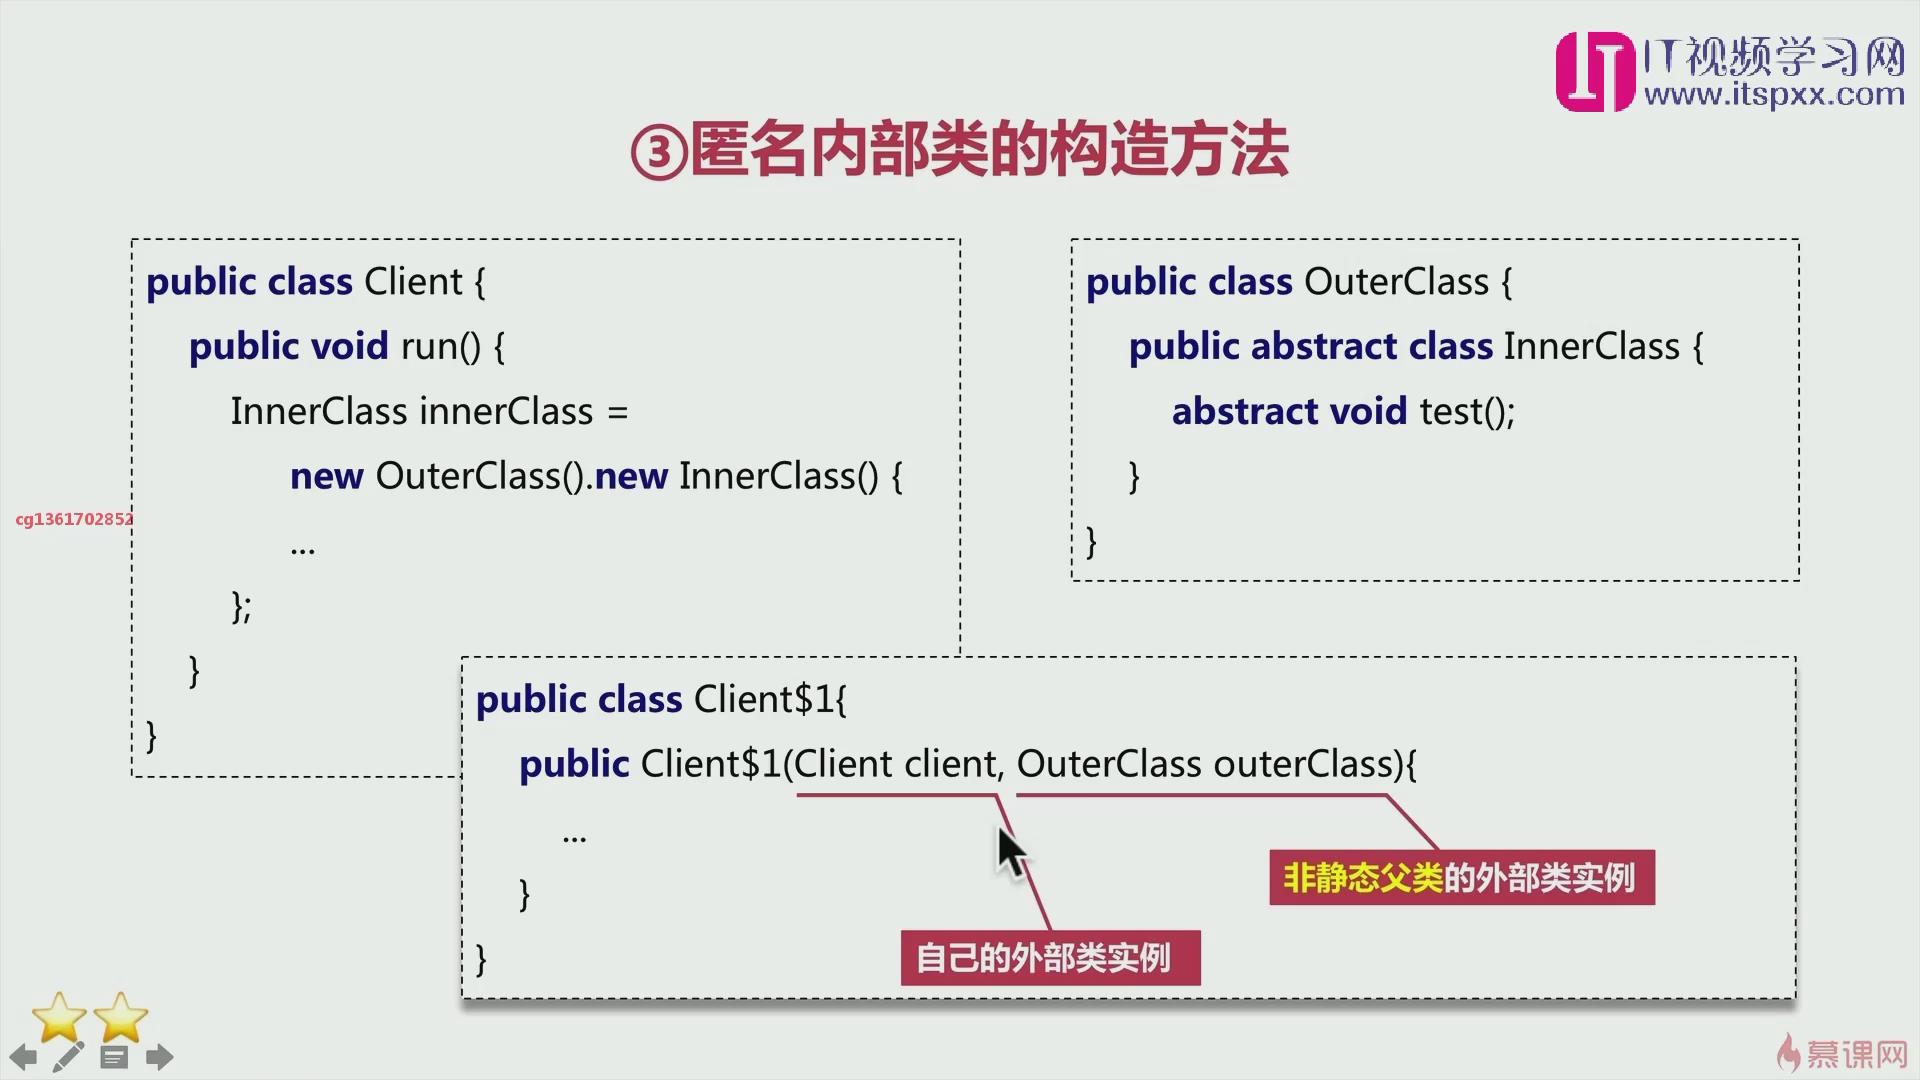 IT视频学习网
www.itspxx.com
③匿名内部类的构造方法
public class Client {
public void run() {
InnerClass innerClass =
new OuterClass().new InnerClass() {
...
};
}
}
public class OuterClass {
public abstract class InnerClass {
abstract void test();
}
}
cg1361702852
public class Client$1{
public Client$1(Client client, OuterClass outerClass){
...
}
}
非静态父类的外部类实例
自己的外部类实例
慕课网